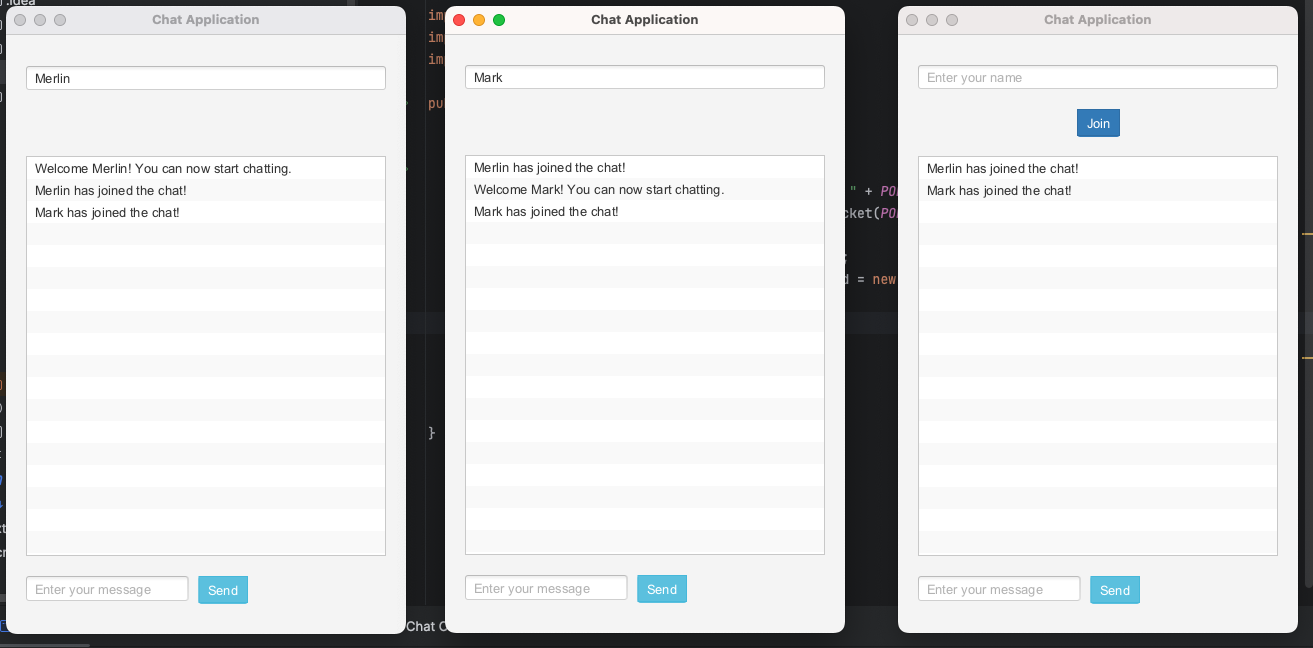 .idea
Chat Application
Merlin
Welcome Merlin! You can now start chatting.
Merlin has joined the chat!
Mark has joined the chat!
Enter your message
Send
im
im
im
pu
}
Chat Application
Mark
Merlin has joined the chat!
Welcome Mark! You can now start chatting.
Mark has joined the chat!
Enter your message
Send
Chat
" + PO
cket(PO
;
d = new
Chat Application
Enter your name
Join
Merlin has joined the chat!
Mark has joined the chat!
Enter your message
Send